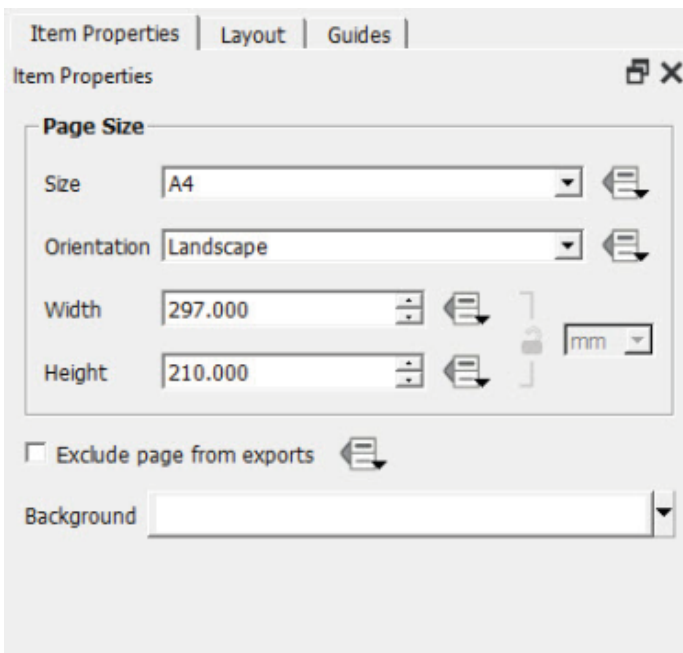 Item Properties Layout Guides
Item Properties
Page Size
Size A4
Orientation Landscape
Width 297.000
mm
Height 210.000
Exclude page from exports
Background